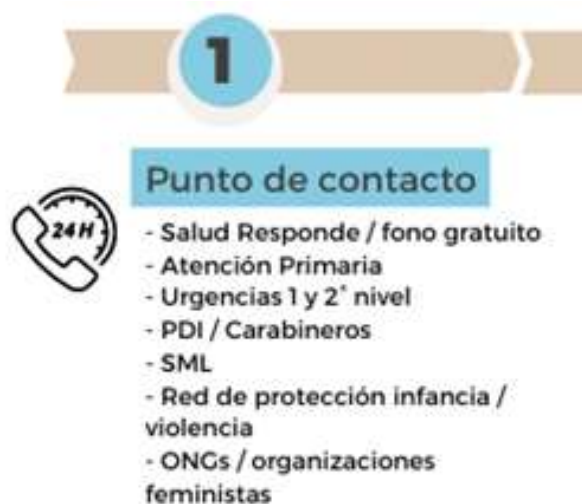 1
Punto de contacto
24 H
- Salud Responde / fono gratuito
- Atención Primaria
- Urgencias 1 y 2° nivel
- PDI / Carabineros
- SML
- Red de protección infancia /
violencia
- ONGs / organizaciones
feministas